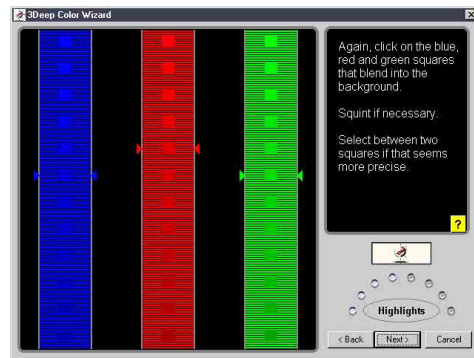 3Deep Color Wizard
Again, click on the blue,
red and green squares
that blend into the
background.
Squint if necessary.
Select between two
squares if that seems
more precise.
?
Highlights
< Back
Next >
Cancel